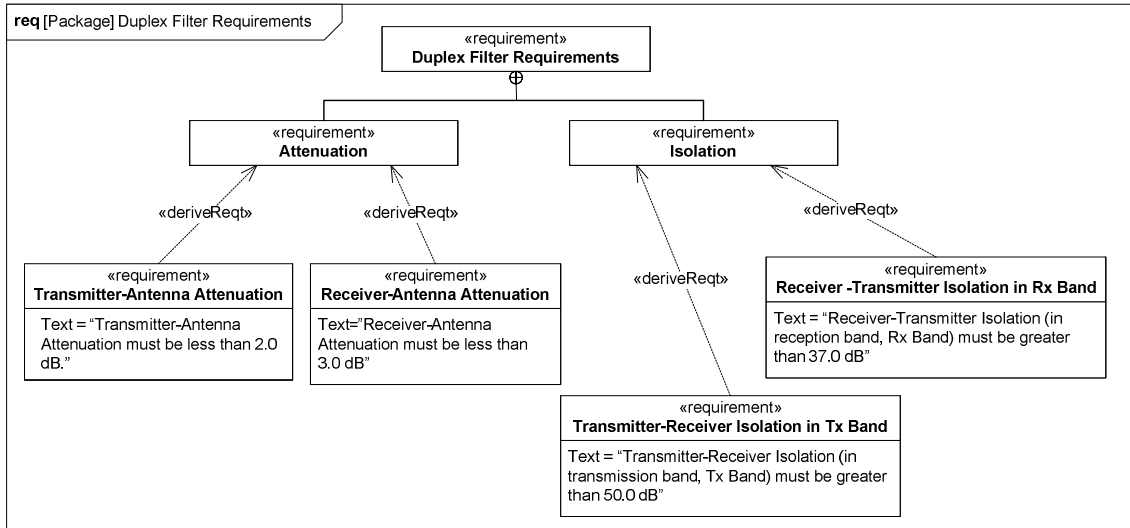 req [Package] Duplex Filter Requirements
«requirement»
Duplex Filter Requirements
«requirement»
Attenuation
«requirement»
Isolation
«deriveReqt»
«deriveReqt»
«deriveReqt»
«deriveReqt»
«requirement»
Transmitter-Antenna Attenuation
Text = “Transmitter-Antenna
Attenuation must be less than 2.0
dB.”
«requirement»
Receiver-Antenna Attenuation
Text=”Receiver-Antenna
Attenuation must be less than
3.0 dB”
«requirement»
Receiver -Transmitter Isolation in Rx Band
Text = “Receiver-Transmitter Isolation (in
reception band, Rx Band) must be greater
than 37.0 dB”
«requirement»
Transmitter-Receiver Isolation in Tx Band
Text = “Transmitter-Receiver Isolation (in
transmission band, Tx Band) must be greater
than 50.0 dB”